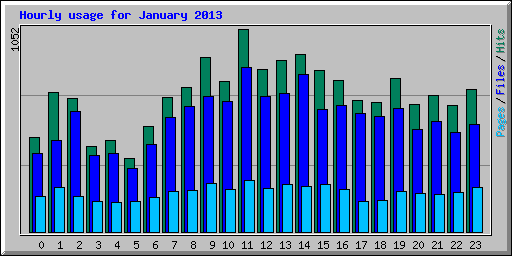 Hourly usage for January 2013
1052
Pages/Files/Hits
0 1 2 3 4 5 6 7 8 9 10 11 12 13 14 15 16 17 18 19 20 21 22 23